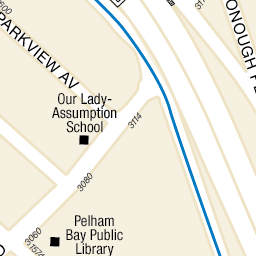 PARKVIEW AV
Our Lady-
Assumption
School
3114
3080
3060
Pelham
Bay Public
Library